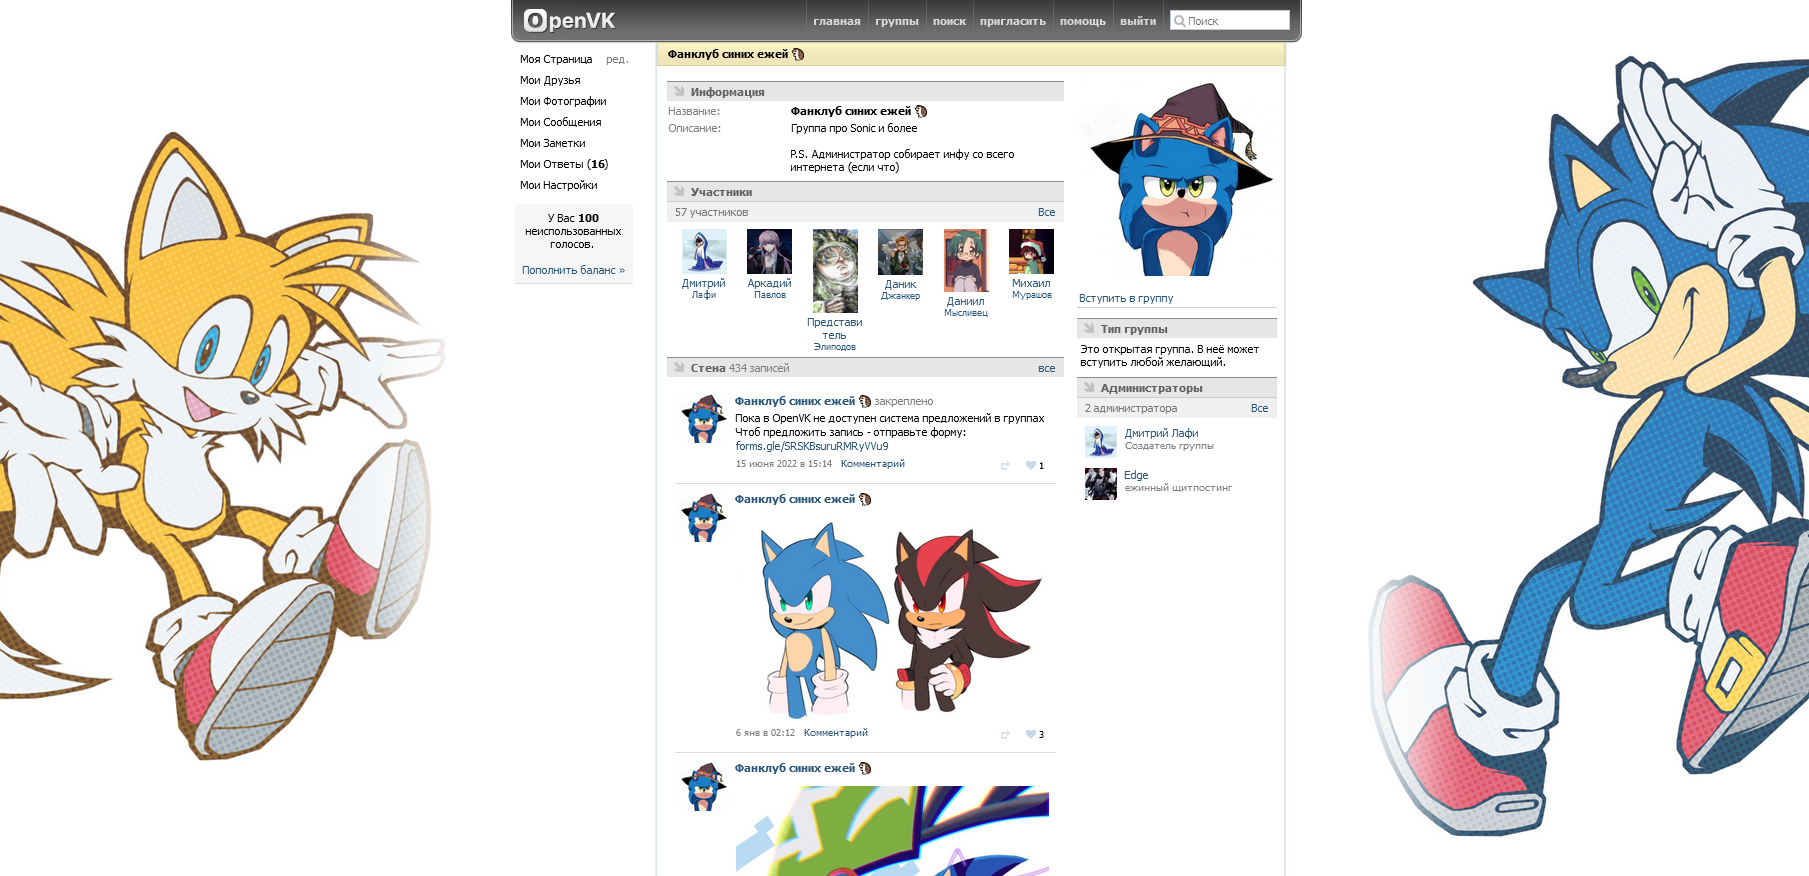 OpenVK
главная группы поиск пригласить помощь выйти Поиск
Моя Страница ред.
Мои Друзья
Мои Фотографии
Мои Сообщения
Мои Заметки
Мои Ответы (16)
Мои Настройки
У Вас 100
неиспользованных
голосов.
Пополнить баланс »
Фанклуб синих ежей
Информация
Название: Фанклуб синих ежей
Описание: Группа про Sonic и более
P.S. Администратор собирает инфу со всего
интернета (если что)
Участники
57 участников Все
Дмитрий
Лафи
Аркадий
Павлов
Представи
тель
Элиподов
Даник
Джанкер
Даниил
Мысливец
Михаил
Мурашов
Стена 434 записей все
Фанклуб синих ежей закреплено
Пока в OpenVK не доступен система предложений в группах
Чтоб предложить запись - отправьте форму:
forms.gle/SRSKBsuruRMRyVVu9
15 июня 2022 в 15:14 Комментарий 1
Фанклуб синих ежей
6 янв в 02:12 Комментарий 3
Фанклуб синих ежей
Вступить в группу
Тип группы
Это открытая группа. В неё может
вступить любой желающий.
Администраторы
2 администратора Все
Дмитрий Лафи
Создатель группы
Edge
ежинный щитпостинг